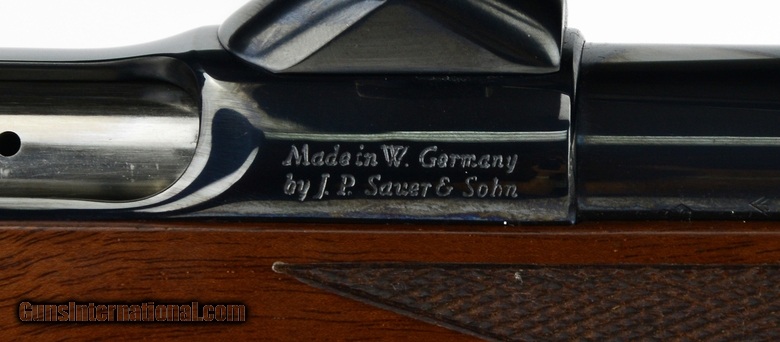 Made in W. Germany
by J. P. Sauer & Sohn
GunsInternational.com